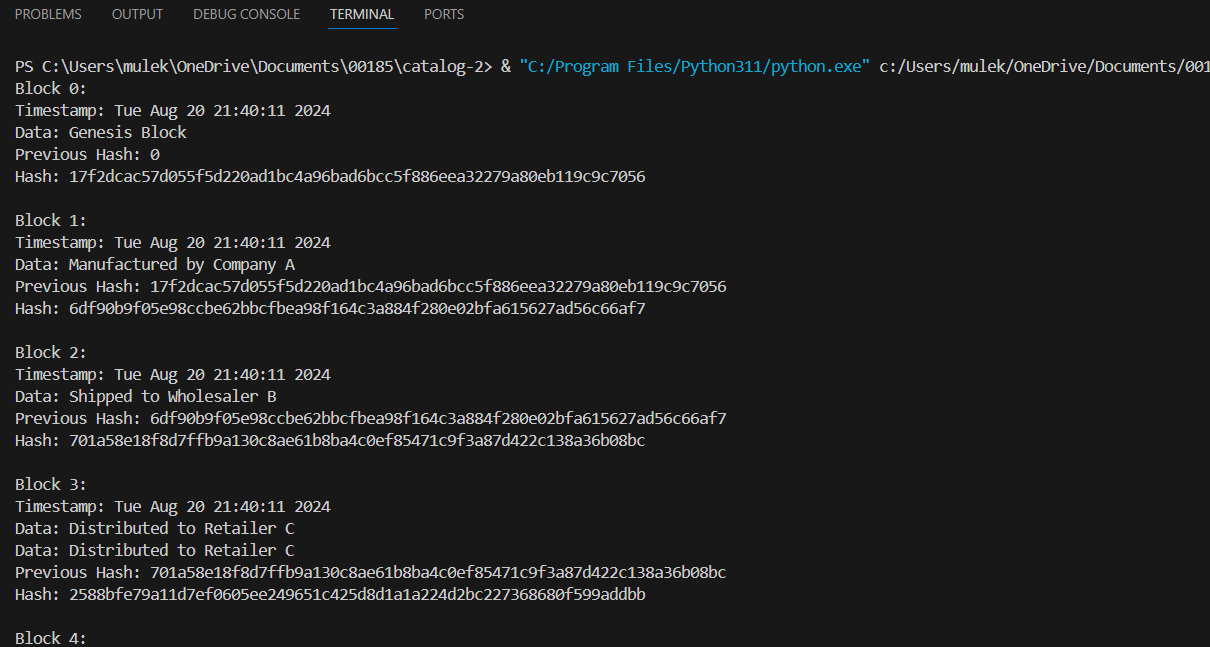 PROBLEMS OUTPUT DEBUG CONSOLE TERMINAL PORTS
PS C:\Users\mulek\OneDrive\Documents\00185\catalog-2> & "C:/Program Files/Python311/python.exe" c:/Users/mulek/OneDrive/Documents/001
Block 0:
Timestamp: Tue Aug 20 21:40:11 2024
Data: Genesis Block
Previous Hash: 0
Hash: 17f2dcac57d055f5d220ad1bc4a96bad6bcc5f886eea32279a80eb119c9c7056
Block 1:
Timestamp: Tue Aug 20 21:40:11 2024
Data: Manufactured by Company A
Previous Hash: 17f2dcac57d055f5d220ad1bc4a96bad6bcc5f886eea32279a80eb119c9c7056
Hash: 6df90b9f05e98ccbe62bbcfbea98f164c3a884f280e02bfa615627ad56c66af7
Block 2:
Timestamp: Tue Aug 20 21:40:11 2024
Data: Shipped to Wholesaler B
Previous Hash: 6df90b9f05e98ccbe62bbcfbea98f164c3a884f280e02bfa615627ad56c66af7
Hash: 701a58e18f8d7ffb9a130c8ae61b8ba4c0ef85471c9f3a87d422c138a36b08bc
Block 3:
Timestamp: Tue Aug 20 21:40:11 2024
Data: Distributed to Retailer C
Data: Distributed to Retailer C
Previous Hash: 701a58e18f8d7ffb9a130c8ae61b8ba4c0ef85471c9f3a87d422c138a36b08bc
Hash: 2588bfe79a11d7ef0605ee249651c425d8d1a1a224d2bc227368680f599addbb
Block 4: